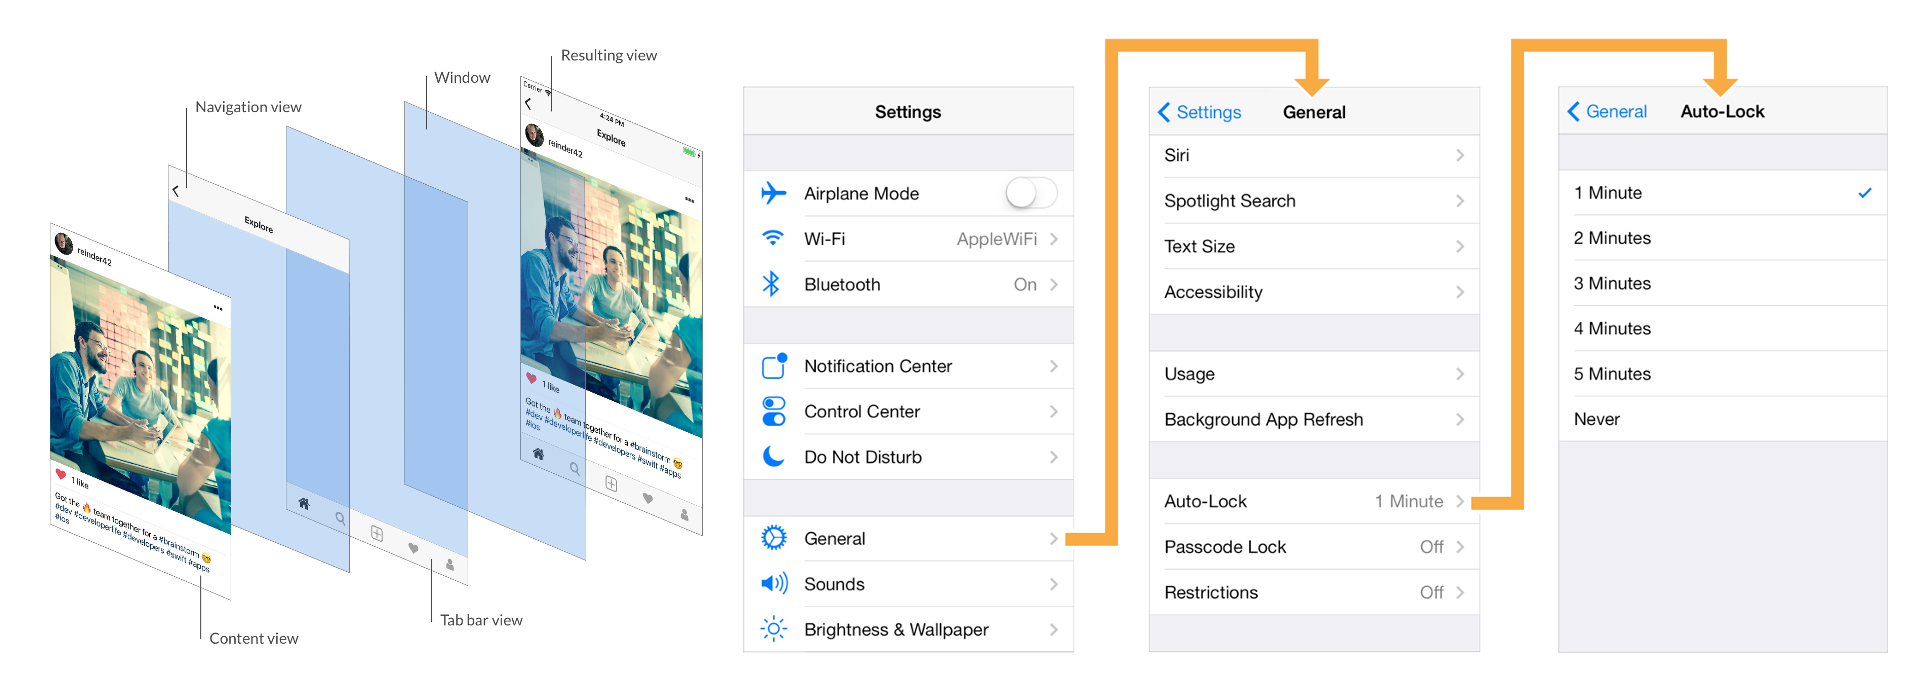 Resulting view
Window
Navigation view
Carrier
4:24 PM
Explore
reinder42
1 like
Got the 🔥 team together for a #brainstorm 🤓
#dev #developerlife #developers #swift #apps
#ios
Explore
reinder42
1 like
Got the 🔥 team together for a #brainstorm 🤓
#dev #developerlife #developers #swift #apps
#ios
Tab bar view
Content view
Settings
Airplane Mode
Wi-Fi AppleWiFi
Bluetooth On
Notification Center
Control Center
Do Not Disturb
General
Sounds
Brightness & Wallpaper
Settings General
Siri
Spotlight Search
Text Size
Accessibility
Usage
Background App Refresh
Auto-Lock 1 Minute
Passcode Lock Off
Restrictions Off
General Auto-Lock
1 Minute
2 Minutes
3 Minutes
4 Minutes
5 Minutes
Never